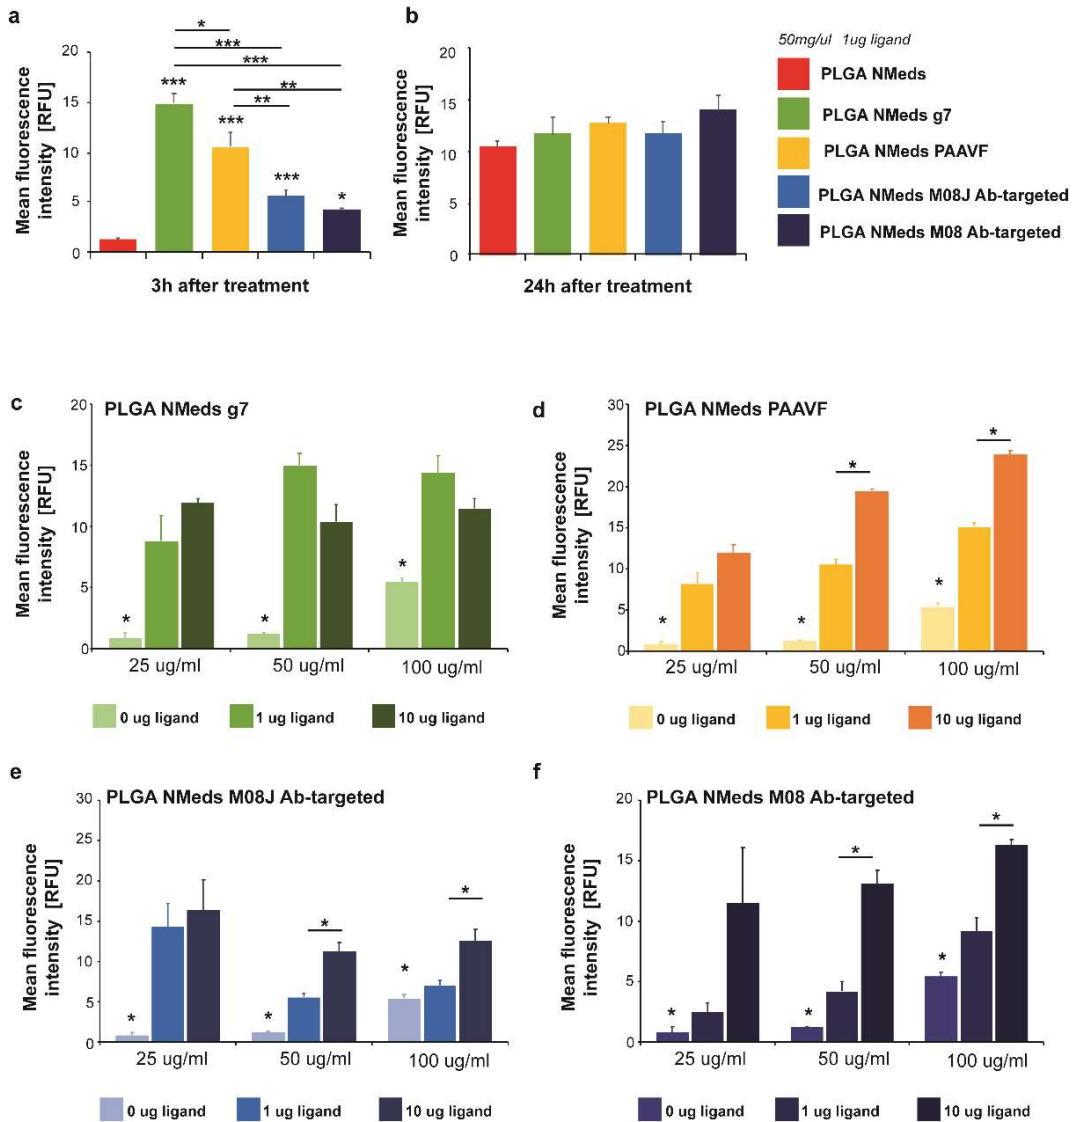 a
20
15
10
5
0
Mean fluorescence
intensity [RFU]
*
***
***
**
**
***
***
***
*
3h after treatment
b
20
15
10
5
0
Mean fluorescence
intensity [RFU]
24h after treatment
50mg/ul 1ug ligand
PLGA NMeds
PLGA NMeds g7
PLGA NMeds PAAVF
PLGA NMeds M08J Ab-targeted
PLGA NMeds M08 Ab-targeted
c
PLGA NMeds g7
20
15
10
5
0
Mean fluorescence
intensity [RFU]
*
*
*
25 ug/ml
50 ug/ml
100 ug/ml
0 ug ligand
1 ug ligand
10 ug ligand
d
PLGA NMeds PAAVF
30
25
20
15
10
5
0
Mean fluorescence
intensity [RFU]
*
*
*
*
*
25 ug/ml
50 ug/ml
100 ug/ml
0 ug ligand
1 ug ligand
10 ug ligand
e
PLGA NMeds M08J Ab-targeted
30
25
20
15
10
5
0
Mean fluorescence
intensity [RFU]
*
*
*
*
*
25 ug/ml
50 ug/ml
100 ug/ml
0 ug ligand
1 ug ligand
10 ug ligand
f
PLGA NMeds M08 Ab-targeted
20
15
10
5
0
Mean fluorescence
intensity [RFU]
*
*
*
*
*
25 ug/ml
50 ug/ml
100 ug/ml
0 ug ligand
1 ug ligand
10 ug ligand